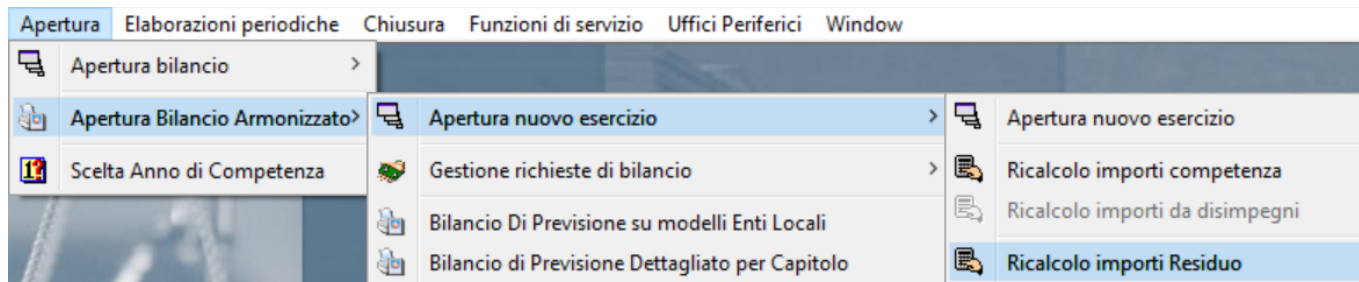 Apertura Elaborazioni periodiche Chiusura Funzioni di servizio Uffici Periferici Window
Apertura bilancio
Apertura Bilancio Armonizzato
Scelta Anno di Competenza
Apertura nuovo esercizio
Gestione richieste di bilancio
Bilancio Di Previsione su modelli Enti Locali
Bilancio di Previsione Dettagliato per Capitolo
Apertura nuovo esercizio
Ricalcolo importi competenza
Ricalcolo importi da disimpegni
Ricalcolo importi Residuo